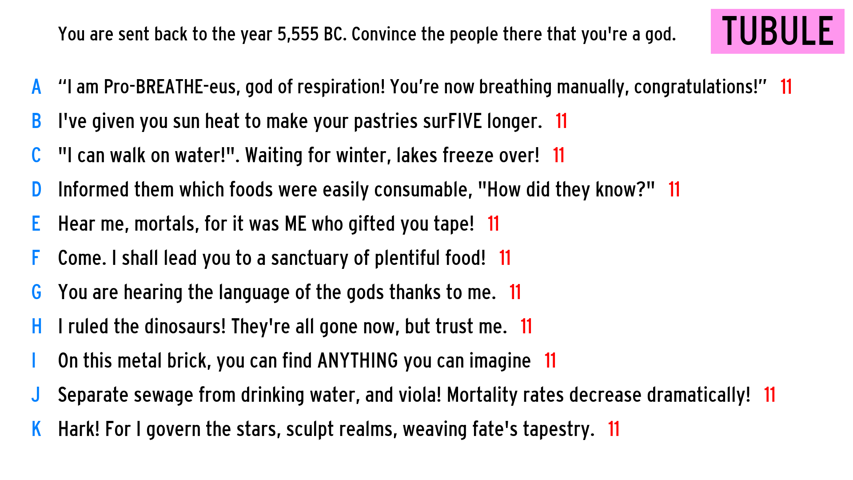 You are sent back to the year 5,555 BC. Convince the people there that you're a god.
TUBULE
A “I am Pro-BREATHE-eus, god of respiration! You’re now breathing manually, congratulations!” 11
B I've given you sun heat to make your pastries surFIVE longer. 11
C "I can walk on water!". Waiting for winter, lakes freeze over! 11
D Informed them which foods were easily consumable, "How did they know?" 11
E Hear me, mortals, for it was ME who gifted you tape! 11
F Come. I shall lead you to a sanctuary of plentiful food! 11
G You are hearing the language of the gods thanks to me. 11
H I ruled the dinosaurs! They're all gone now, but trust me. 11
I On this metal brick, you can find ANYTHING you can imagine 11
J Separate sewage from drinking water, and viola! Mortality rates decrease dramatically! 11
K Hark! For I govern the stars, sculpt realms, weaving fate's tapestry. 11